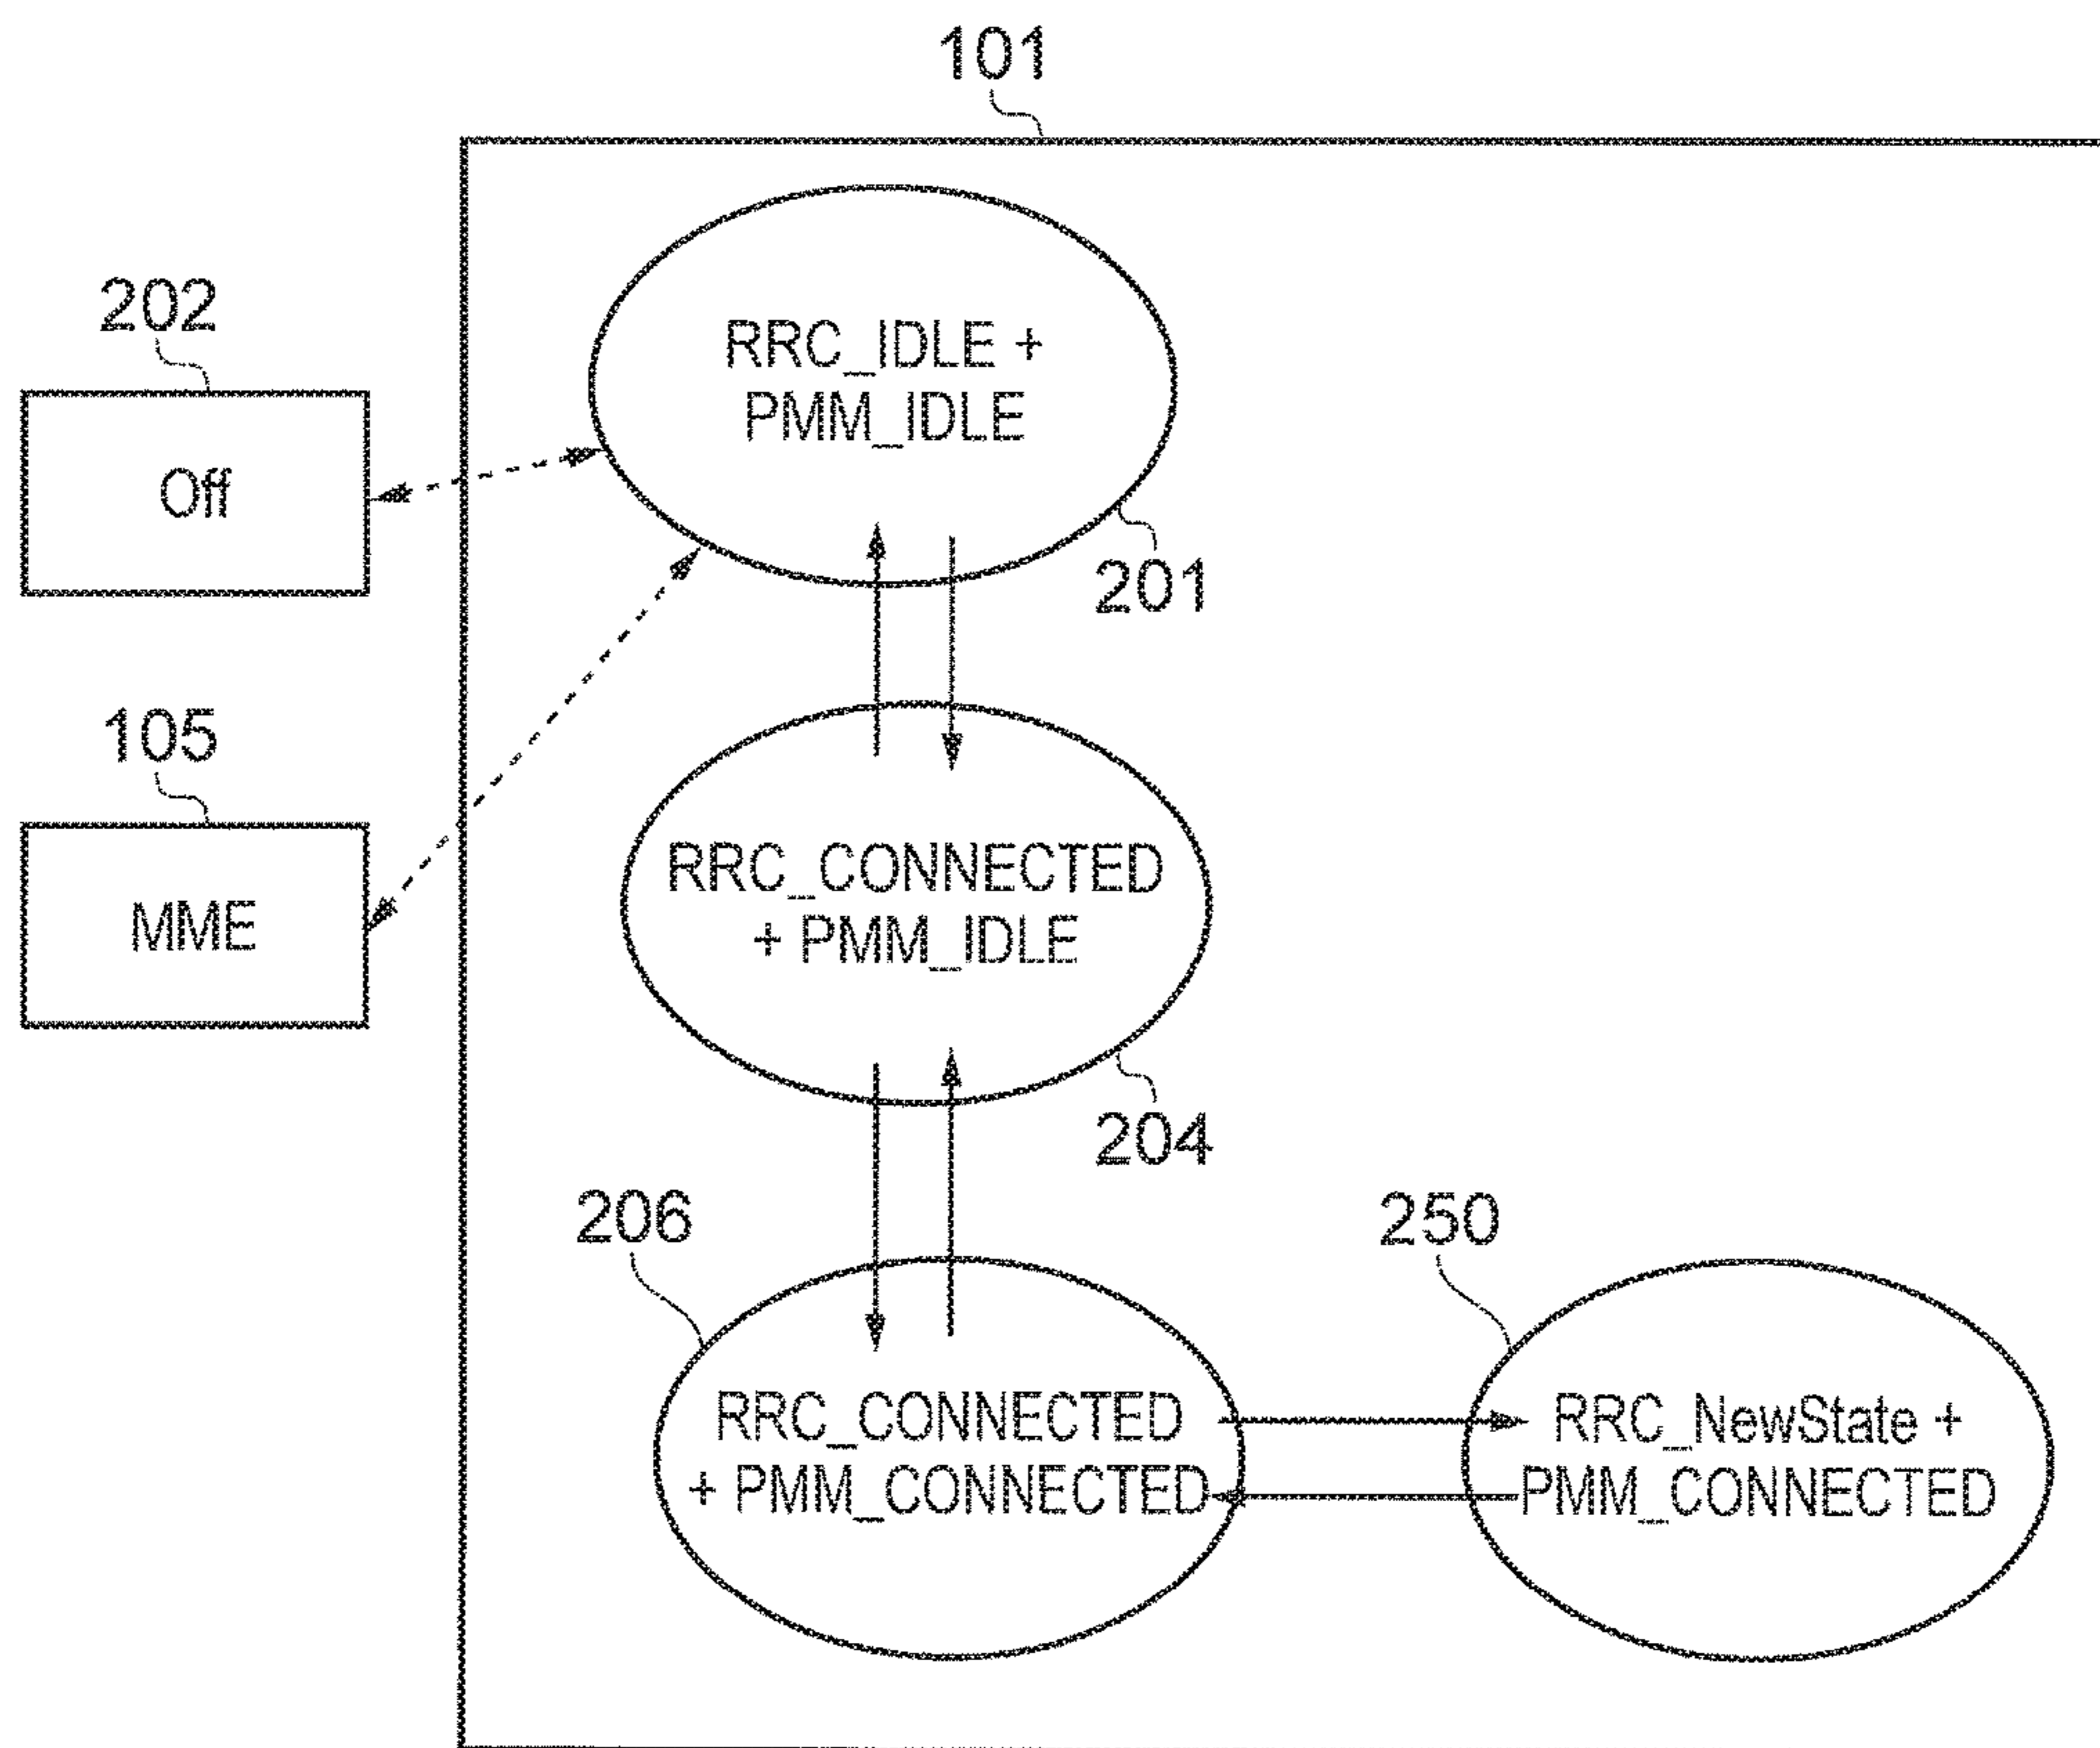 101
202
RRC_IDLE +
PMM_IDLE
Off
201
105
RRC_CONNECTED
+ PMM_IDLE
MME
204
206
250
RRC_CONNECTED
+ PMM_CONNECTED
RRC_NewState +
PMM_CONNECTED